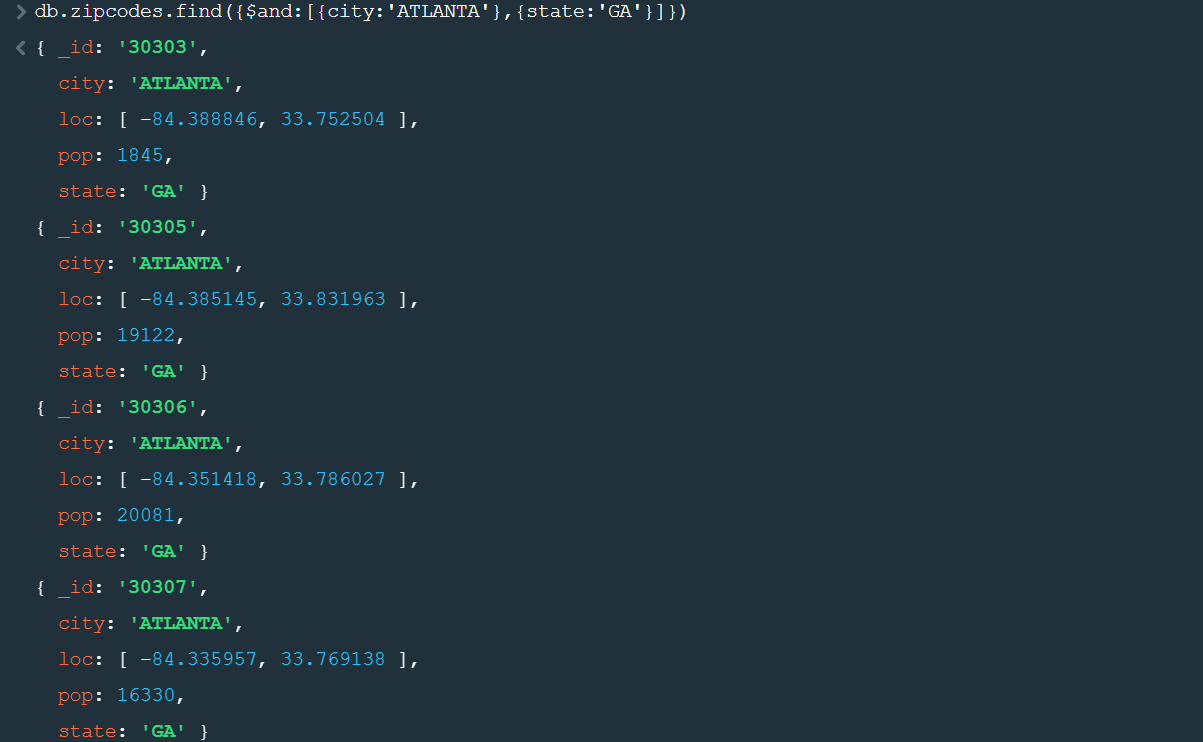 > db.zipcodes.find({$and:[{city:'ATLANTA'},{state:'GA'}]})
< { _id: '30303',
city: 'ATLANTA',
loc: [ -84.388846, 33.752504 ],
pop: 1845,
state: 'GA' }
{ _id: '30305',
city: 'ATLANTA',
loc: [ -84.385145, 33.831963 ],
pop: 19122,
state: 'GA' }
{ _id: '30306',
city: 'ATLANTA',
loc: [ -84.351418, 33.786027 ],
pop: 20081,
state: 'GA' }
{ _id: '30307',
city: 'ATLANTA',
loc: [ -84.335957, 33.769138 ],
pop: 16330,
state: 'GA' }